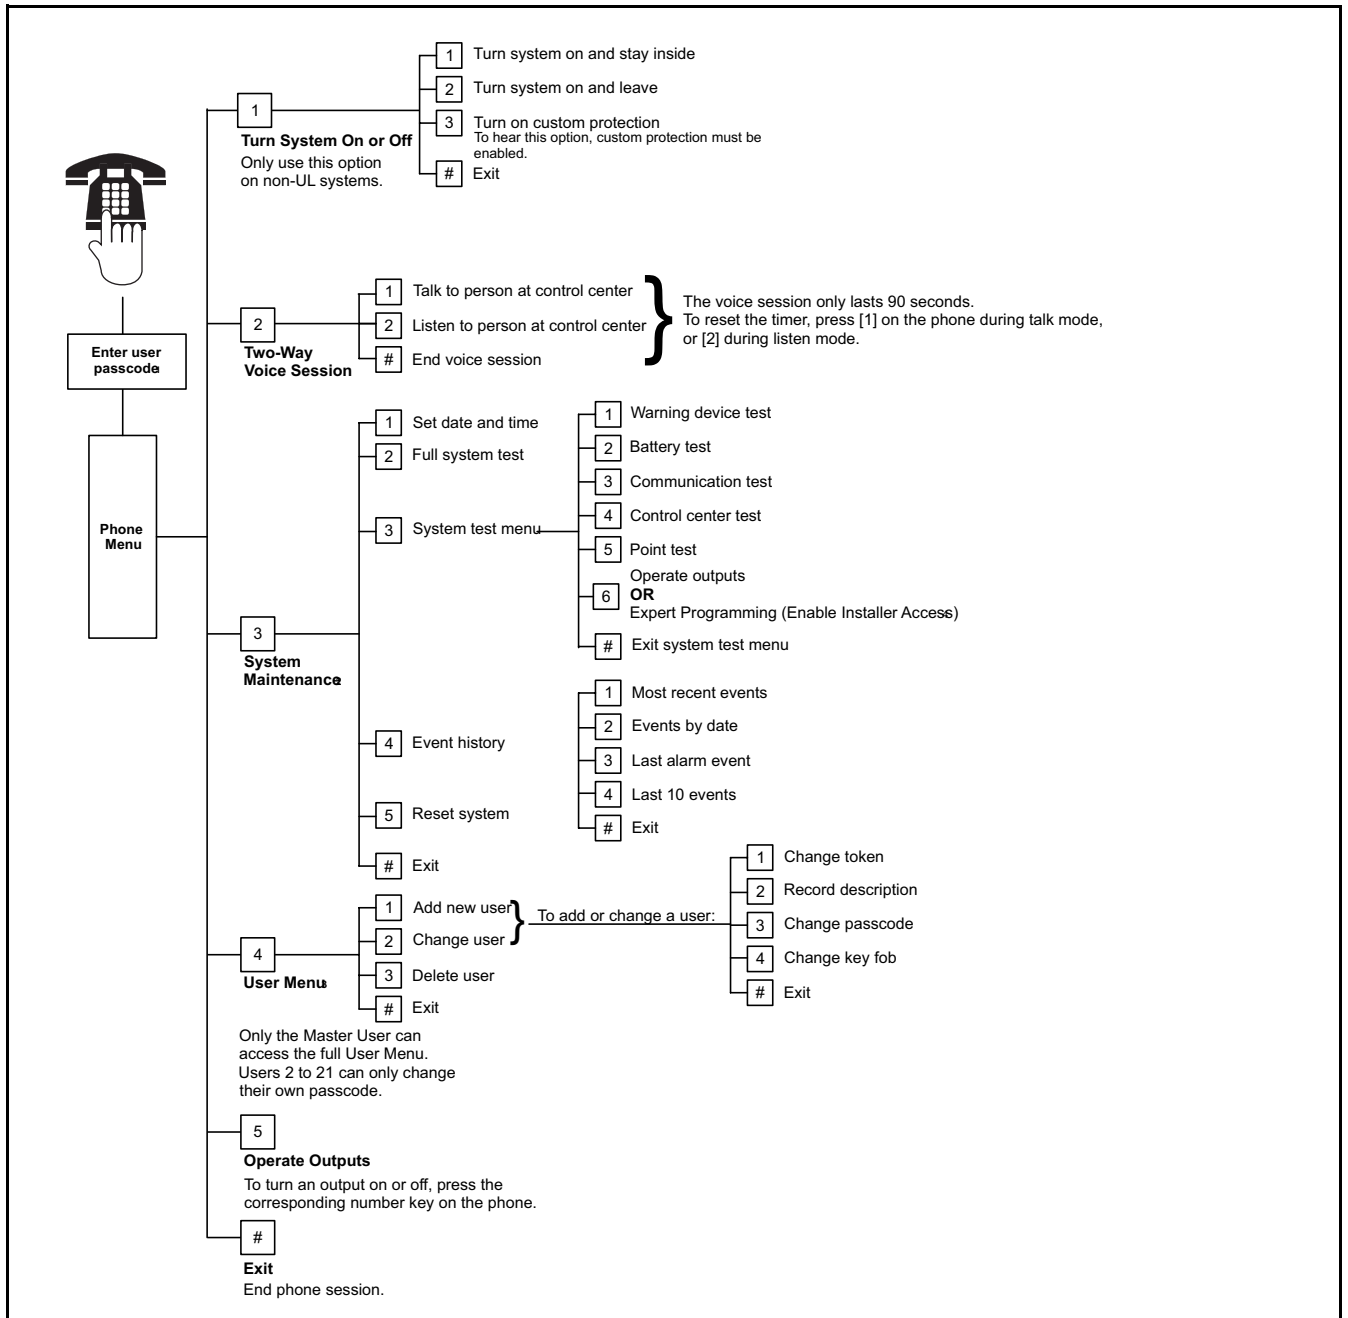 1 Turn system on and stay inside
2 Turn system on and leave
3 Turn on custom protection
To hear this option, custom protection must be
enabled.
# Exit
1
Turn System On or Off
Only use this option
on non-UL systems.
Enter user
passcode
Phone
Menu
2
Two-Way
Voice Session
1 Talk to person at control center
2 Listen to person at control center
# End voice session
The voice session only lasts 90 seconds.
To reset the timer, press [1] on the phone during talk mode,
or [2] during listen mode.
3
System
Maintenance
1 Set date and time
2 Full system test
3 System test menu
1 Warning device test
2 Battery test
3 Communication test
4 Control center test
5 Point test
6
Operate outputs
OR
Expert Programming (Enable Installer Access)
# Exit system test menu
4 Event history
1 Most recent events
2 Events by date
3 Last alarm event
4 Last 10 events
# Exit
5 Reset system
# Exit
4
User Menu
1 Add new user
2 Change user
3 Delete user
# Exit
To add or change a user:
1 Change token
2 Record description
3 Change passcode
4 Change key fob
# Exit
Only the Master User can
access the full User Menu.
Users 2 to 21 can only change
their own passcode.
5
Operate Outputs
To turn an output on or off, press the
corresponding number key on the phone.
#
Exit
End phone session.